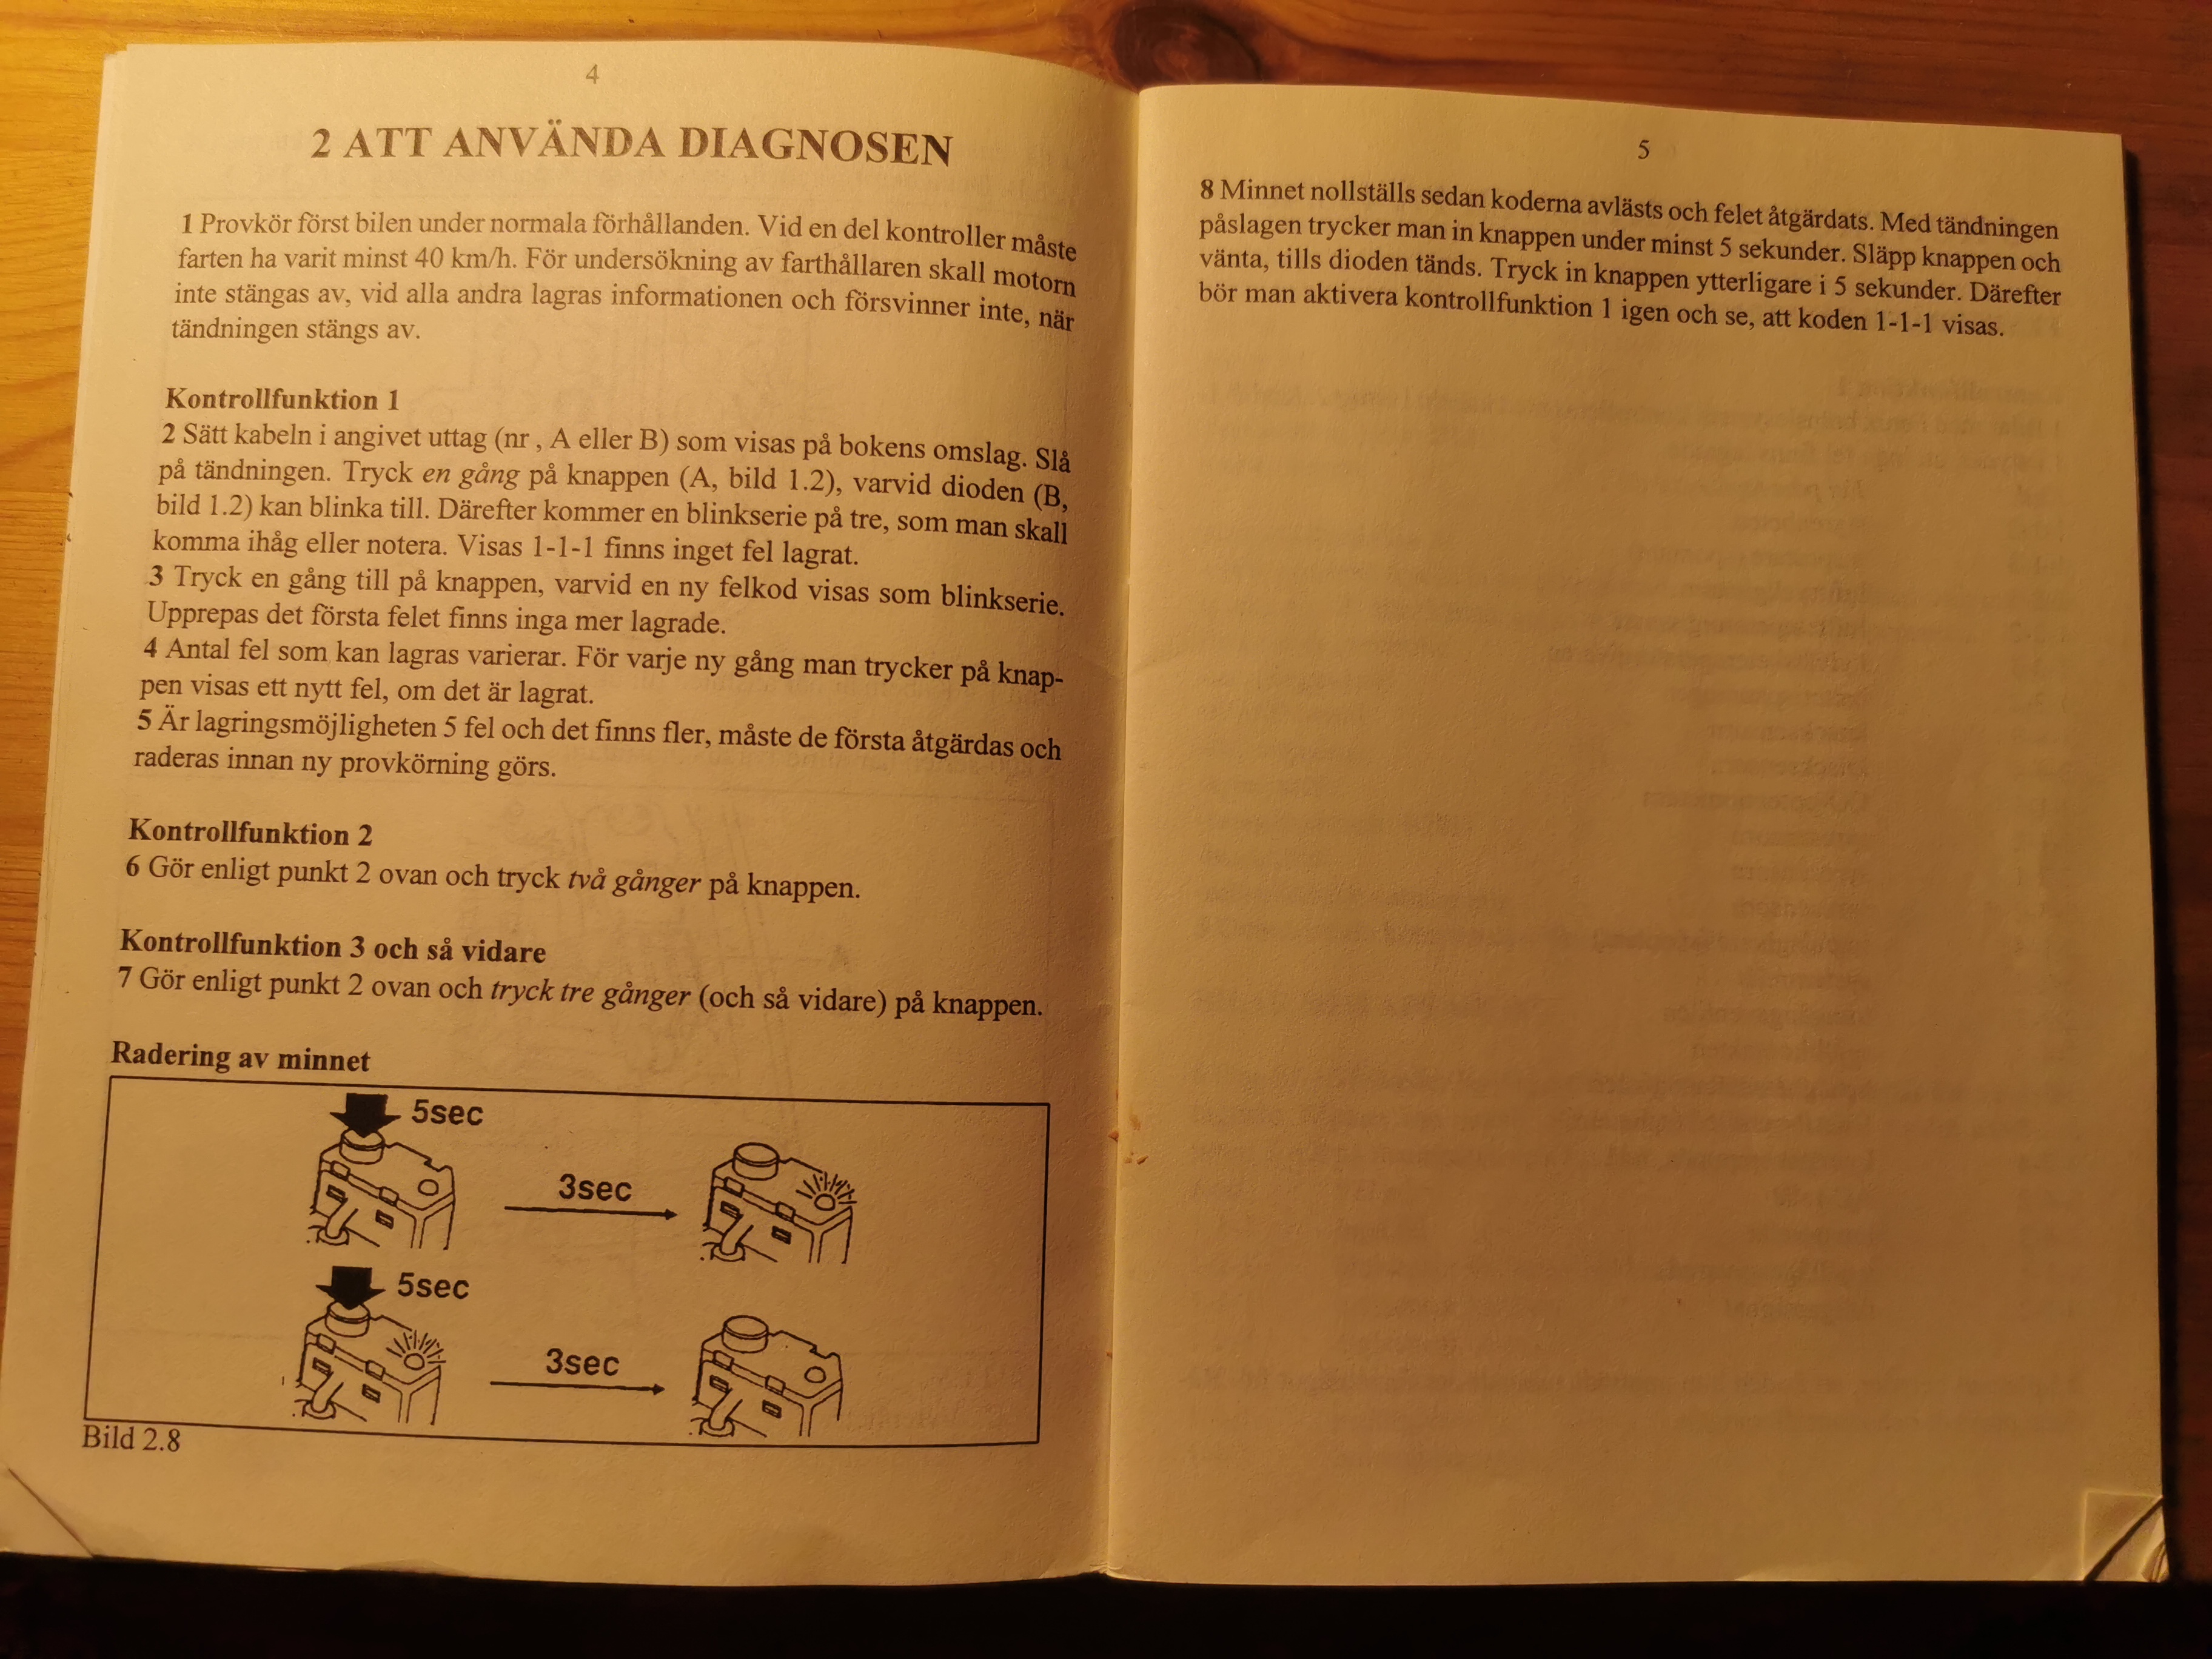 4
2 ATT ANVÄNDA DIAGNOSEN
1 Provkör först bilen under normala förhållanden. Vid en del kontroller måste
farten ha varit minst 40 km/h. För undersökning av farthållaren skall motorn
inte stängas av, vid alla andra lagras informationen och försvinner inte, när
tändningen stängs av.
Kontrollfunktion 1
2 Sätt kabeln i angivet uttag (nr , A eller B) som visas på bokens omslag. Slå
på tändningen. Tryck en gång på knappen (A, bild 1.2), varvid dioden (B,
bild 1.2) kan blinka till. Därefter kommer en blinkserie på tre, som man skall
komma ihåg eller notera. Visas 1-1-1 finns inget fel lagrat.
3 Tryck en gång till på knappen, varvid en ny felkod visas som blinkserie.
Upprepas det första felet finns inga mer lagrade.
4 Antal fel som kan lagras varierar. För varje ny gång man trycker på knap-
pen visas ett nytt fel, om det är lagrat.
5 Är lagringsmöjligheten 5 fel och det finns fler, måste de första åtgärdas och
raderas innan ny provkörning görs.
Kontrollfunktion 2
6 Gör enligt punkt 2 ovan och tryck två gånger på knappen.
Kontrollfunktion 3 och så vidare
7 Gör enligt punkt 2 ovan och tryck tre gånger (och så vidare) på knappen.
Radering av minnet
5sec
3sec
5sec
3sec
Bild 2.8
5
8 Minnet nollställs sedan koderna avlästs och felet åtgärdats. Med tändningen
påslagen trycker man in knappen under minst 5 sekunder. Släpp knappen och
vänta, tills dioden tänds. Tryck in knappen ytterligare i 5 sekunder. Därefter
bör man aktivera kontrollfunktion 1 igen och se, att koden 1-1-1 visas.